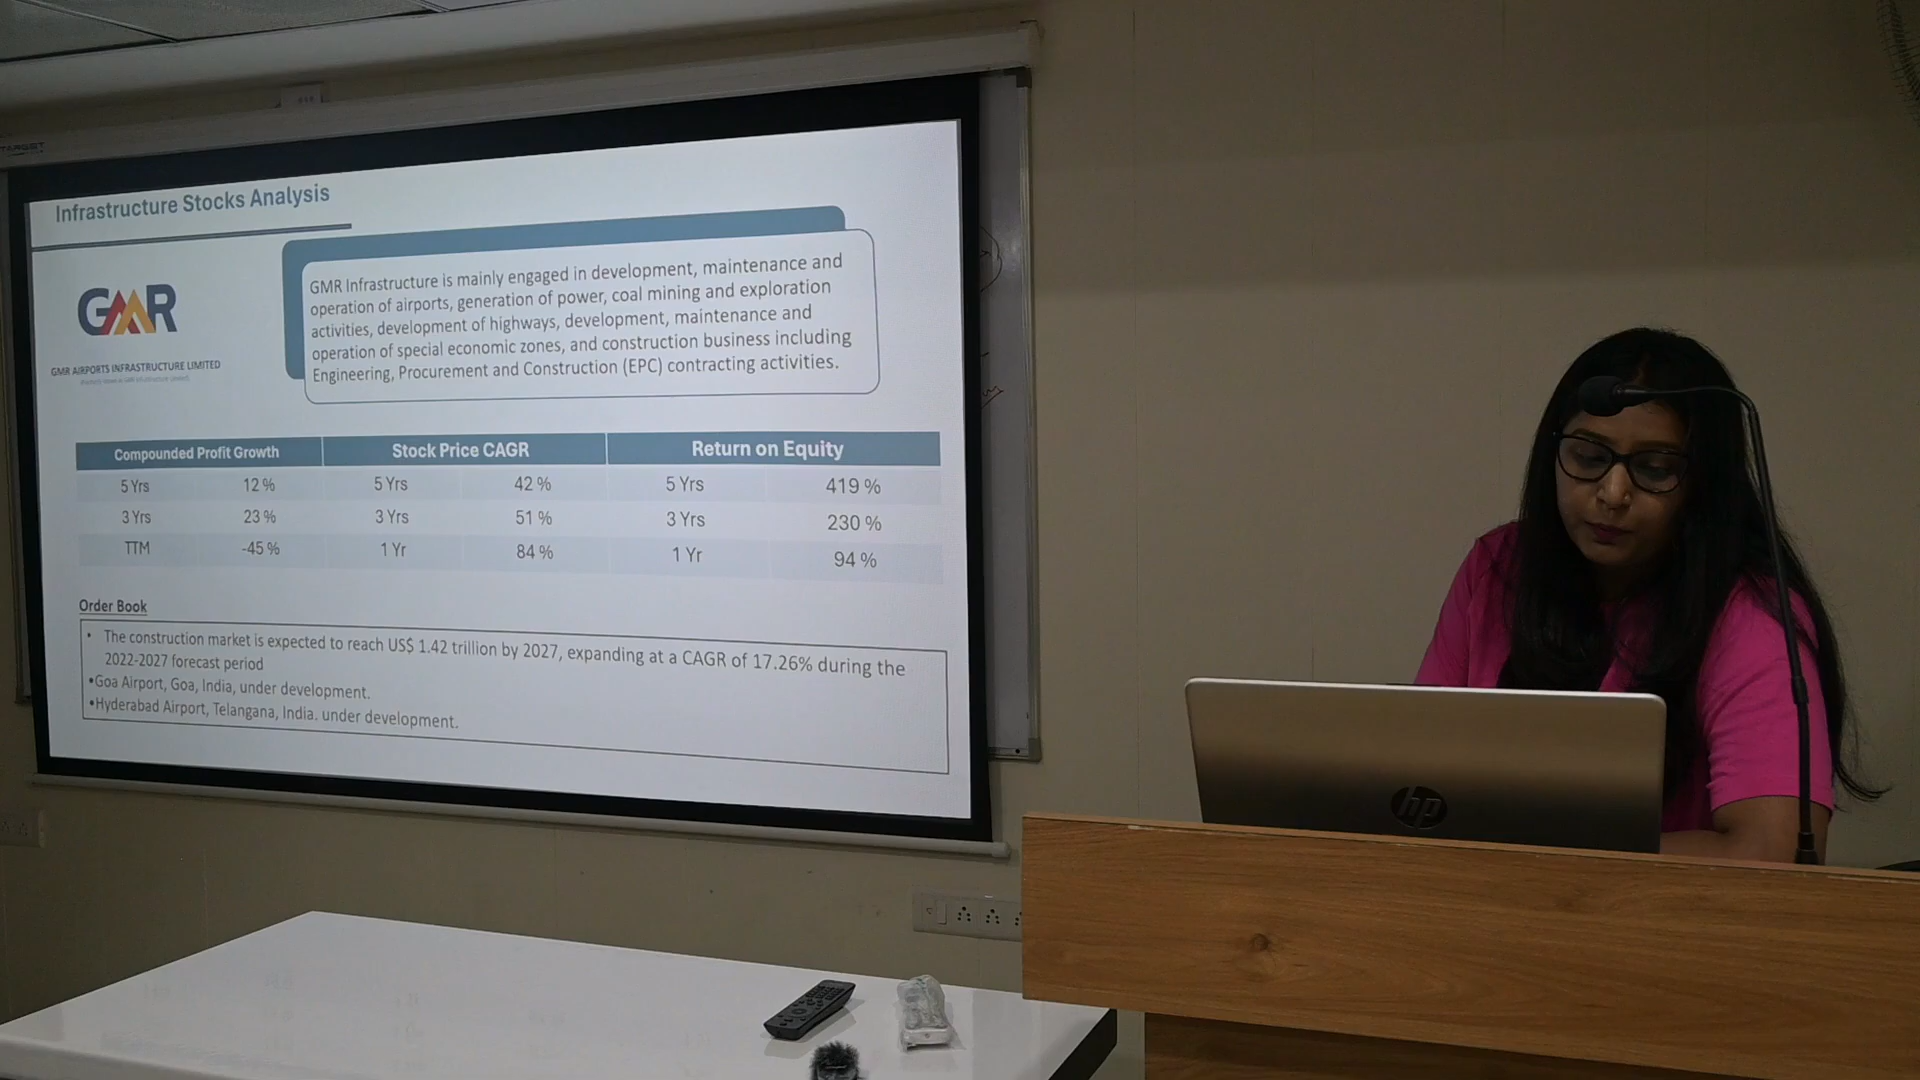 TARGET
Infrastructure Stocks Analysis
GMR
GMR AIRPORTS INFRASTRUCTURE LIMITED
GMR Infrastructure is mainly engaged in development, maintenance and
operation of airports, generation of power, coal mining and exploration
activities, development of highways, development, maintenance and
operation of special economic zones, and construction business including
Engineering, Procurement and Construction (EPC) contracting activities.
Compounded Profit Growth Stock Price CAGR Return on Equity
5 Yrs 12 % 5 Yrs 42 % 5 Yrs 419 %
3 Yrs 23 % 3 Yrs 51 % 3 Yrs 230 %
TTM -45 % 1 Yr 84 % 1 Yr 94 %
Order Book
• The construction market is expected to reach US$ 1.42 trillion by 2027, expanding at a CAGR of 17.26% during the
2022-2027 forecast period
•Goa Airport, Goa, India, under development.
•Hyderabad Airport, Telangana, India. under development.
hp